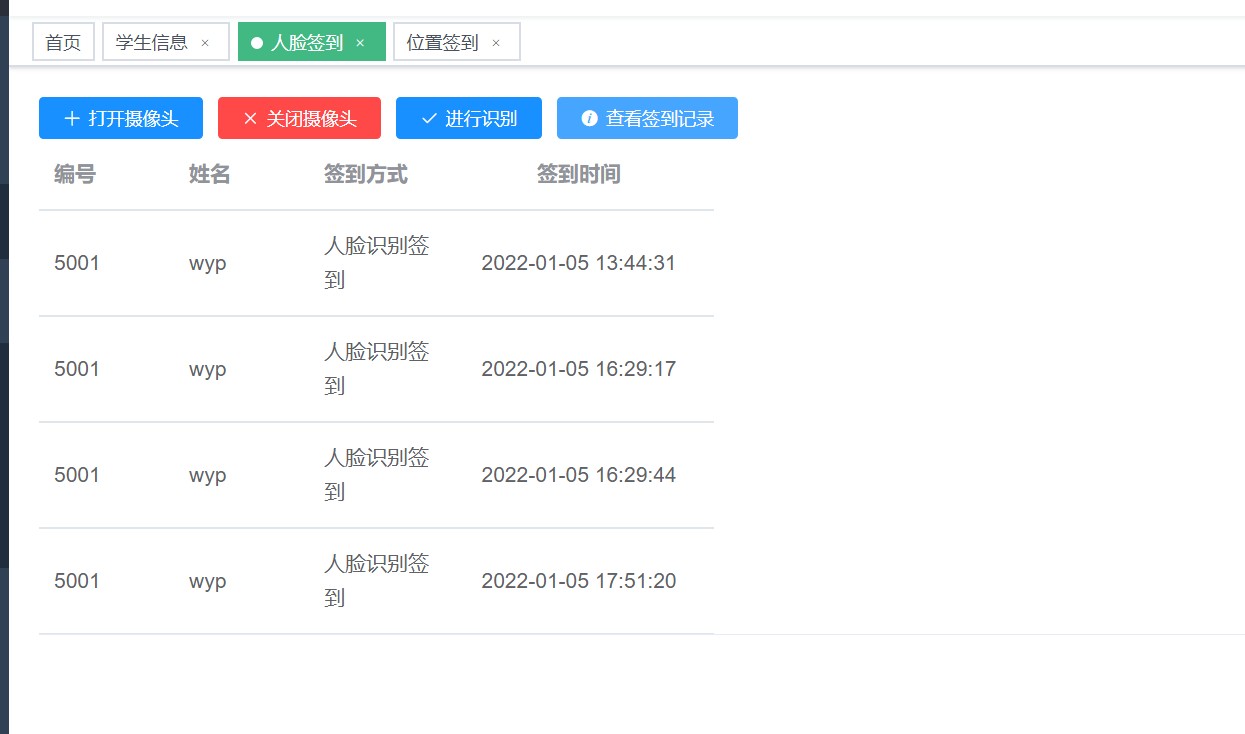 首页 学生信息 × 人脸签到 × 位置签到 ×
打开摄像头 关闭摄像头 进行识别 查看签到记录
编号 姓名 签到方式 签到时间
5001 wyp 人脸识别签 2022-01-05 13:44:31
到
5001 wyp 人脸识别签 2022-01-05 16:29:17
到
5001 wyp 人脸识别签 2022-01-05 16:29:44
到
5001 wyp 人脸识别签 2022-01-05 17:51:20
到